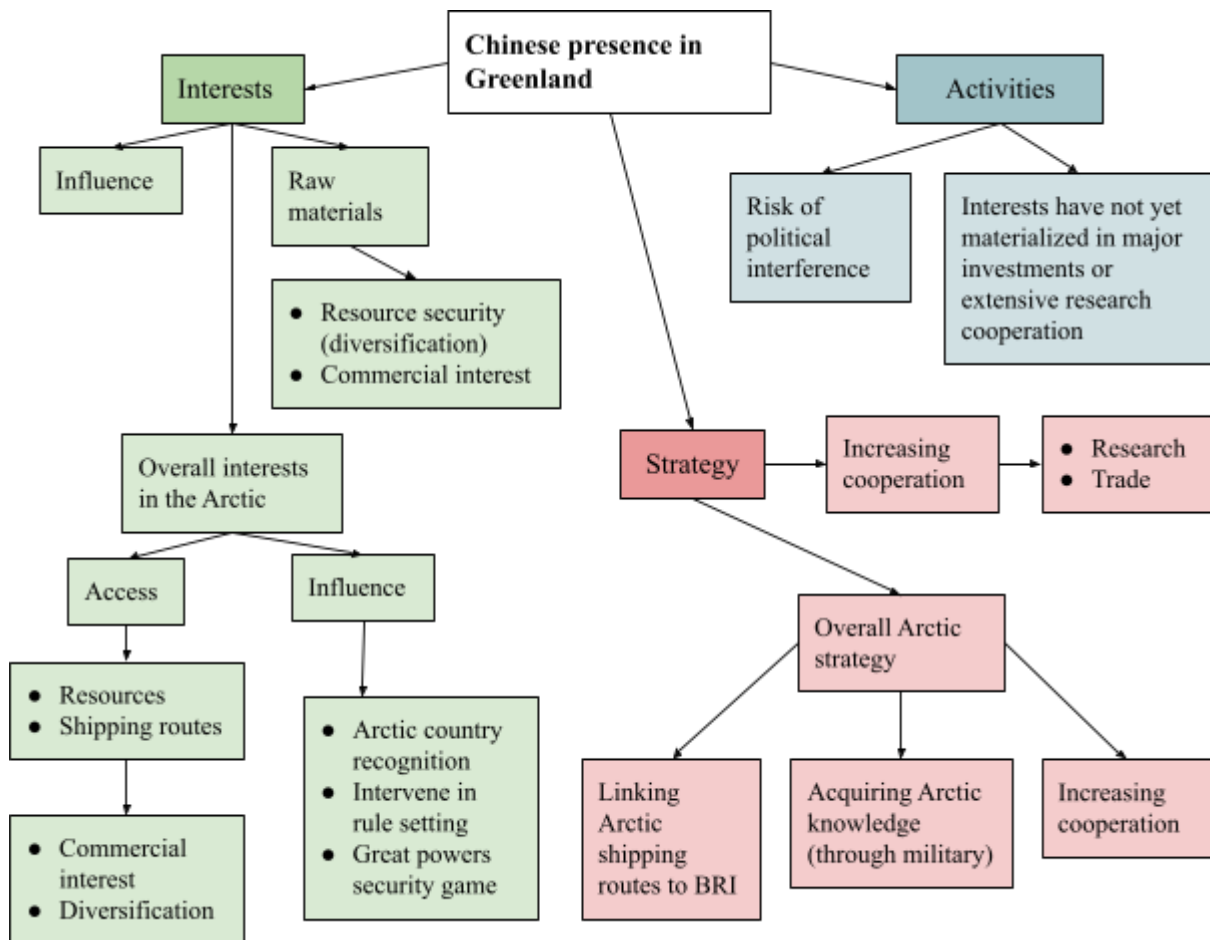 Chinese presence in
Greenland
Interests
Activities
Influence
Raw
materials
Risk of
political
interference
Interests have not yet
materialized in major
investments or
extensive research
cooperation
● Resource security
(diversification)
● Commercial interest
Overall interests
in the Arctic
Strategy
Increasing
cooperation
● Research
● Trade
Access
Influence
Overall Arctic
strategy
● Resources
● Shipping routes
● Arctic country
recognition
● Intervene in
rule setting
● Great powers
security game
● Commercial
interest
● Diversification
Linking
Arctic
shipping
routes to BRI
Acquiring Arctic
knowledge
(through military)
Increasing
cooperation